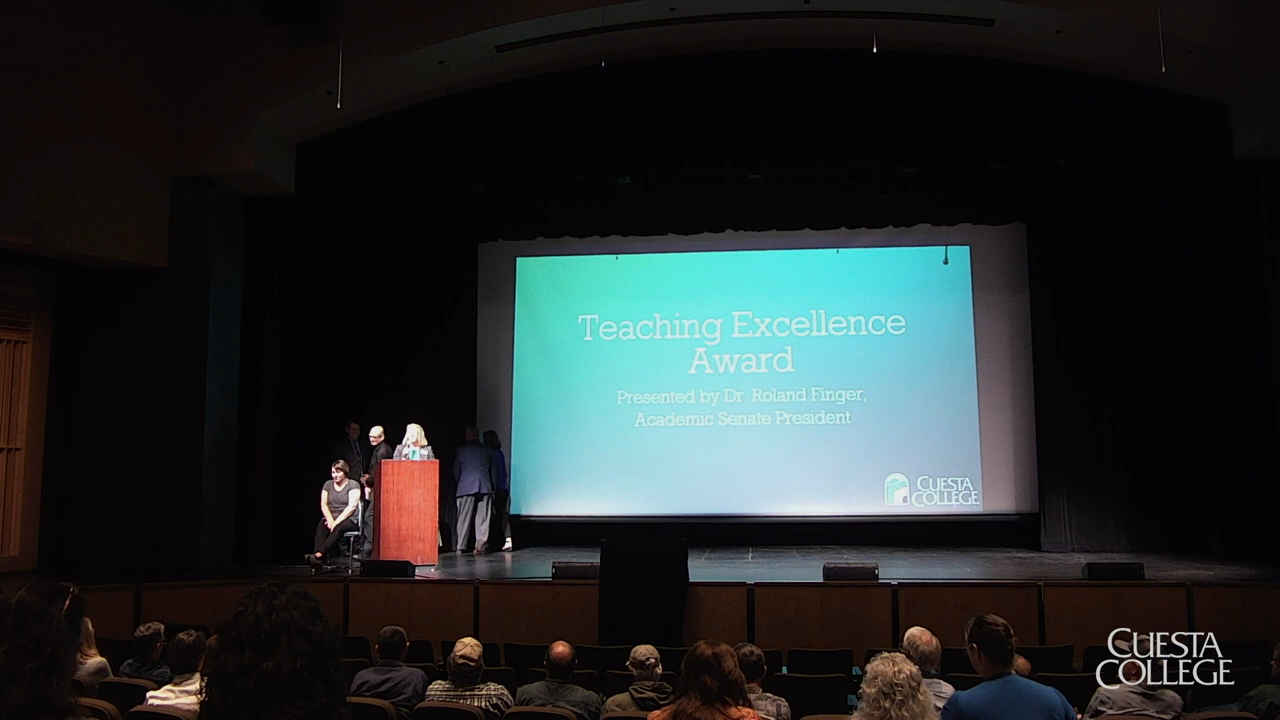 Teaching Excellence
Award
Presented by Dr. Roland Finger,
Academic Senate President
CUESTA
COLLEGE
CUESTA
COLLEGE